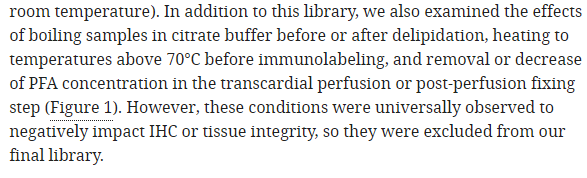 room temperature). In addition to this library, we also examined the effects
of boiling samples in citrate buffer before or after delipidation, heating to
temperatures above 70°C before immunolabeling, and removal or decrease
of PFA concentration in the transcardial perfusion or post-perfusion fixing
step (Figure 1). However, these conditions were universally observed to
negatively impact IHC or tissue integrity, so they were excluded from our
final library.